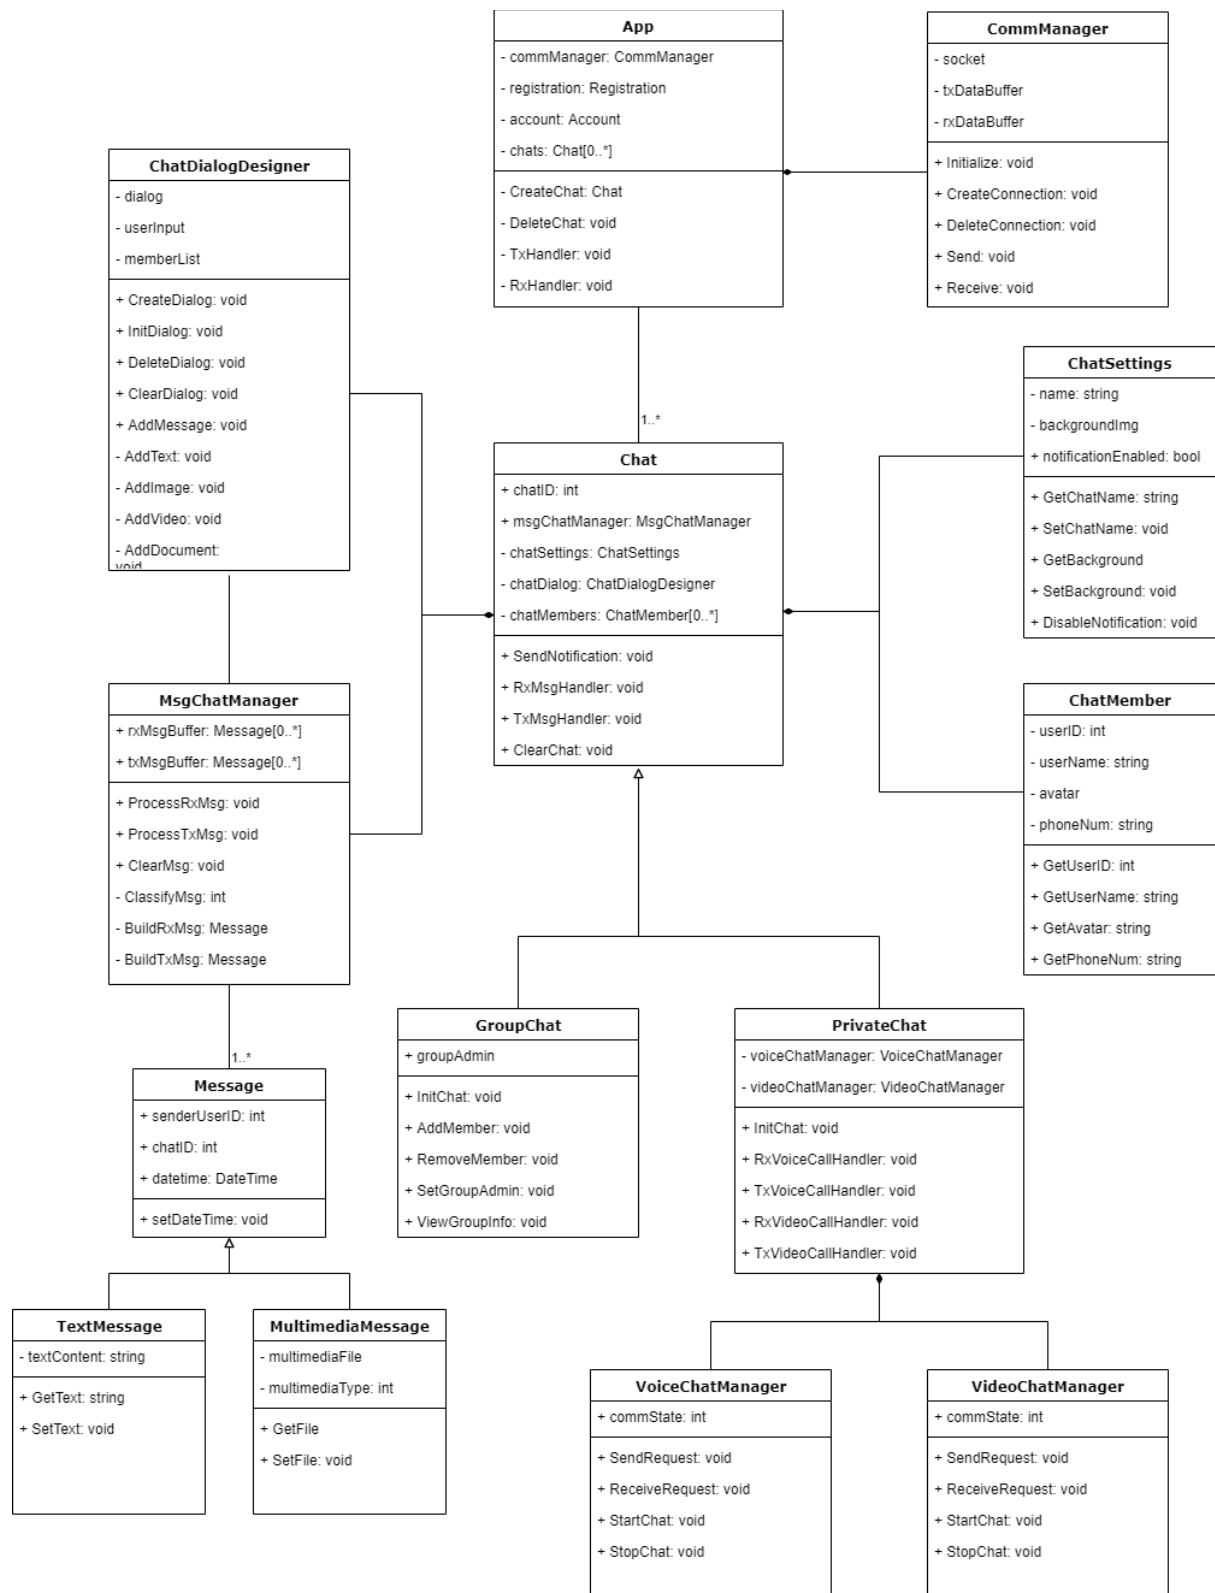 App
- commManager: CommManager
- registration: Registration
- account: Account
- chats: Chat[0..*]
- CreateChat: Chat
- DeleteChat: void
- TxHandler: void
- RxHandler: void
CommManager
- socket
- txDataBuffer
- rxDataBuffer
+ Initialize: void
+ CreateConnection: void
+ DeleteConnection: void
+ Send: void
+ Receive: void
ChatDialogDesigner
- dialog
- userInput
- memberList
+ CreateDialog: void
+ InitDialog: void
+ DeleteDialog: void
+ ClearDialog: void
+ AddMessage: void
- AddText: void
- AddImage: void
- AddVideo: void
- AddDocument:
void
1..*
Chat
+ chatID: int
+ msgChatManager: MsgChatManager
- chatSettings: ChatSettings
- chatDialog: ChatDialogDesigner
- chatMembers: ChatMember[0..*]
+ SendNotification: void
+ RxMsgHandler: void
+ TxMsgHandler: void
+ ClearChat: void
ChatSettings
- name: string
- backgroundImg
+ notificationEnabled: bool
+ GetChatName: string
+ SetChatName: void
+ GetBackground
+ SetBackground: void
+ DisableNotification: void
MsgChatManager
+ rxMsgBuffer: Message[0..*]
+ txMsgBuffer: Message[0..*]
+ ProcessRxMsg: void
+ ProcessTxMsg: void
+ ClearMsg: void
- ClassifyMsg: int
- BuildRxMsg: Message
- BuildTxMsg: Message
ChatMember
- userID: int
- userName: string
- avatar
- phoneNum: string
+ GetUserID: int
+ GetUserName: string
+ GetAvatar: string
+ GetPhoneNum: string
1..*
Message
+ senderUserID: int
+ chatID: int
+ datetime: DateTime
+ setDateTime: void
GroupChat
+ groupAdmin
+ InitChat: void
+ AddMember: void
+ RemoveMember: void
+ SetGroupAdmin: void
+ ViewGroupInfo: void
PrivateChat
- voiceChatManager: VoiceChatManager
- videoChatManager: VideoChatManager
+ InitChat: void
+ RxVoiceCallHandler: void
+ TxVoiceCallHandler: void
+ RxVideoCallHandler: void
+ TxVideoCallHandler: void
TextMessage
- textContent: string
+ GetText: string
+ SetText: void
MultimediaMessage
- multimediaFile
- multimediaType: int
+ GetFile
+ SetFile: void
VoiceChatManager
+ commState: int
+ SendRequest: void
+ ReceiveRequest: void
+ StartChat: void
+ StopChat: void
VideoChatManager
+ commState: int
+ SendRequest: void
+ ReceiveRequest: void
+ StartChat: void
+ StopChat: void